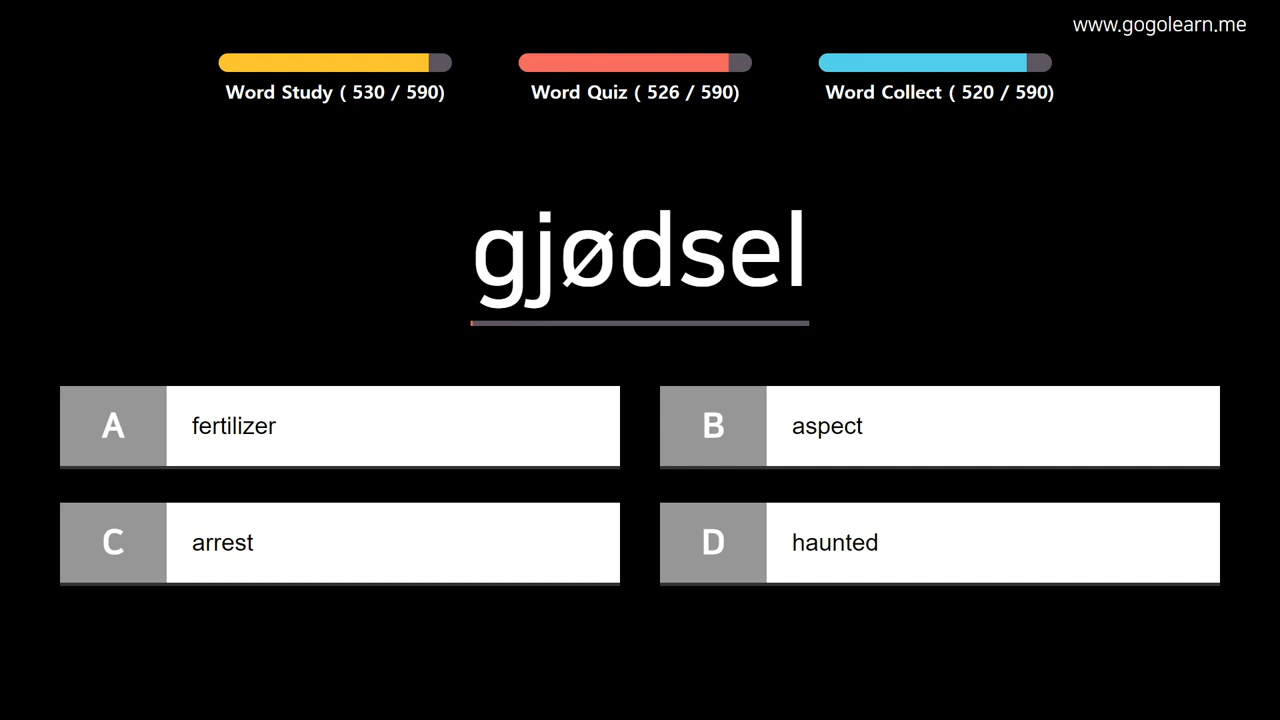 www.gogolearn.me
Word Study ( 530 / 590)
Word Quiz ( 526 / 590)
Word Collect ( 520 / 590)
gjødsel
A fertilizer
B aspect
C arrest
D haunted